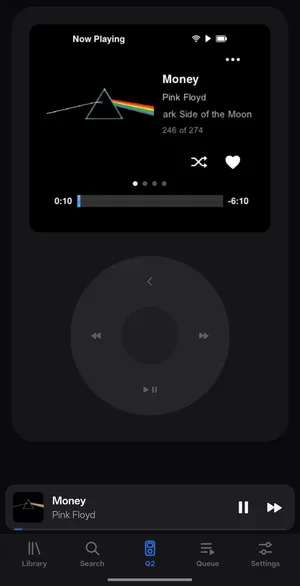 Now Playing
Money
Pink Floyd
ark Side of the Moon
246 of 274
0:10
-6:10
Money
Pink Floyd
Library
Search
Q2
Queue
Settings